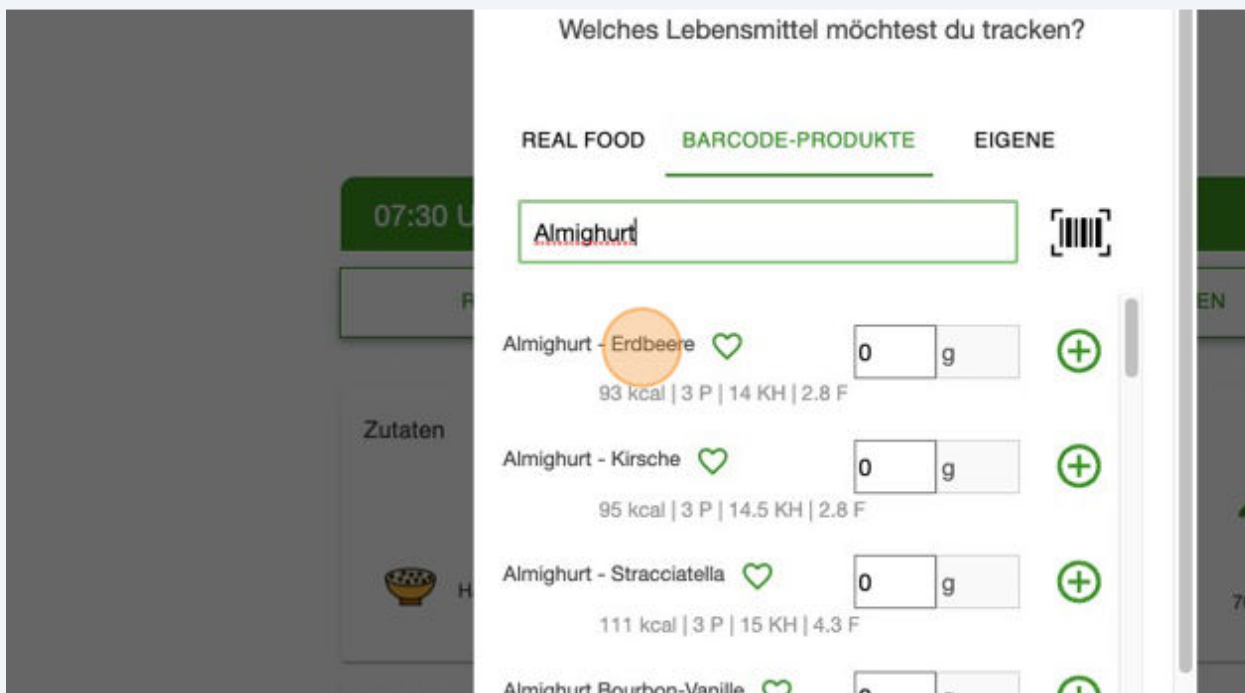 Welches Lebensmittel möchtest du tracken?
REAL FOOD BARCODE-PRODUKTE EIGENE
07:30 U
Almighurt
R EN
Almighurt - Erdbeere 0 g
93 kcal | 3 P | 14 KH | 2.8 F
Zutaten
Almighurt - Kirsche 0 g
95 kcal | 3 P | 14.5 KH | 2.8 F
Almighurt - Stracciatella 0 g
H
111 kcal | 3 P | 15 KH | 4.3 F
Almighurt Bourbon-Vanille